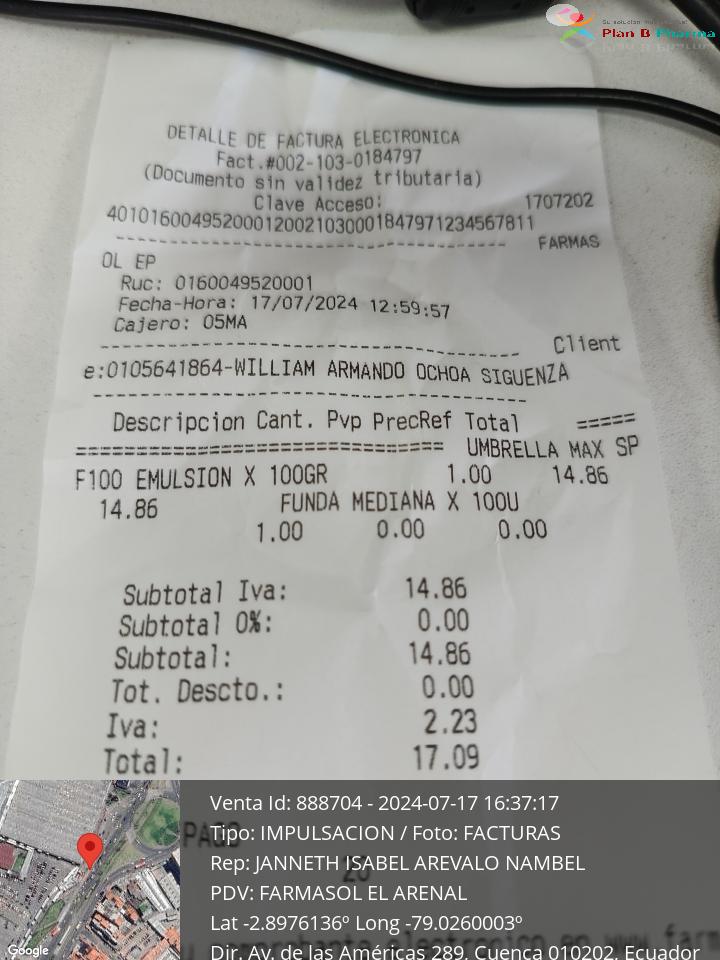 Plan B Pharma
DETALLE DE FACTURA ELECTRONICA
Fact.#002-103-0184797
(Documento sin validez tributaria)
Clave Acceso: 1707202
401016004952000120021030001847971234567811
FARMAS
OL EP
Ruc: 0160049520001
Fecha-Hora: 17/07/2024 12:59:57
Cajero: 05MA
Client
e:0105641864-WILLIAM ARMANDO OCHOA SIGUENZA
Descripcion Cant. Pvp PrecRef Total =====
================================== UMBRELLA MAX SP
F100 EMULSION X 100GR 1.00 14.86
14.86 FUNDA MEDIANA X 100U
1.00 0.00 0.00
Subtotal Iva: 14.86
Subtotal 0%: 0.00
Subtotal: 14.86
Tot. Descto.: 0.00
Iva: 2.23
Total: 17.09
Venta Id: 888704 - 2024-07-17 16:37:17
PAGO
Tipo: IMPULSACION / Foto: FACTURAS
Rep: JANNETH ISABEL AREVALO NAMBEL
20
PDV: FARMASOL EL ARENAL
Lat -2.8976136º Long -79.0260003º
Dir. Av. de las Américas 289, Cuenca 010202, Ecuador
Google